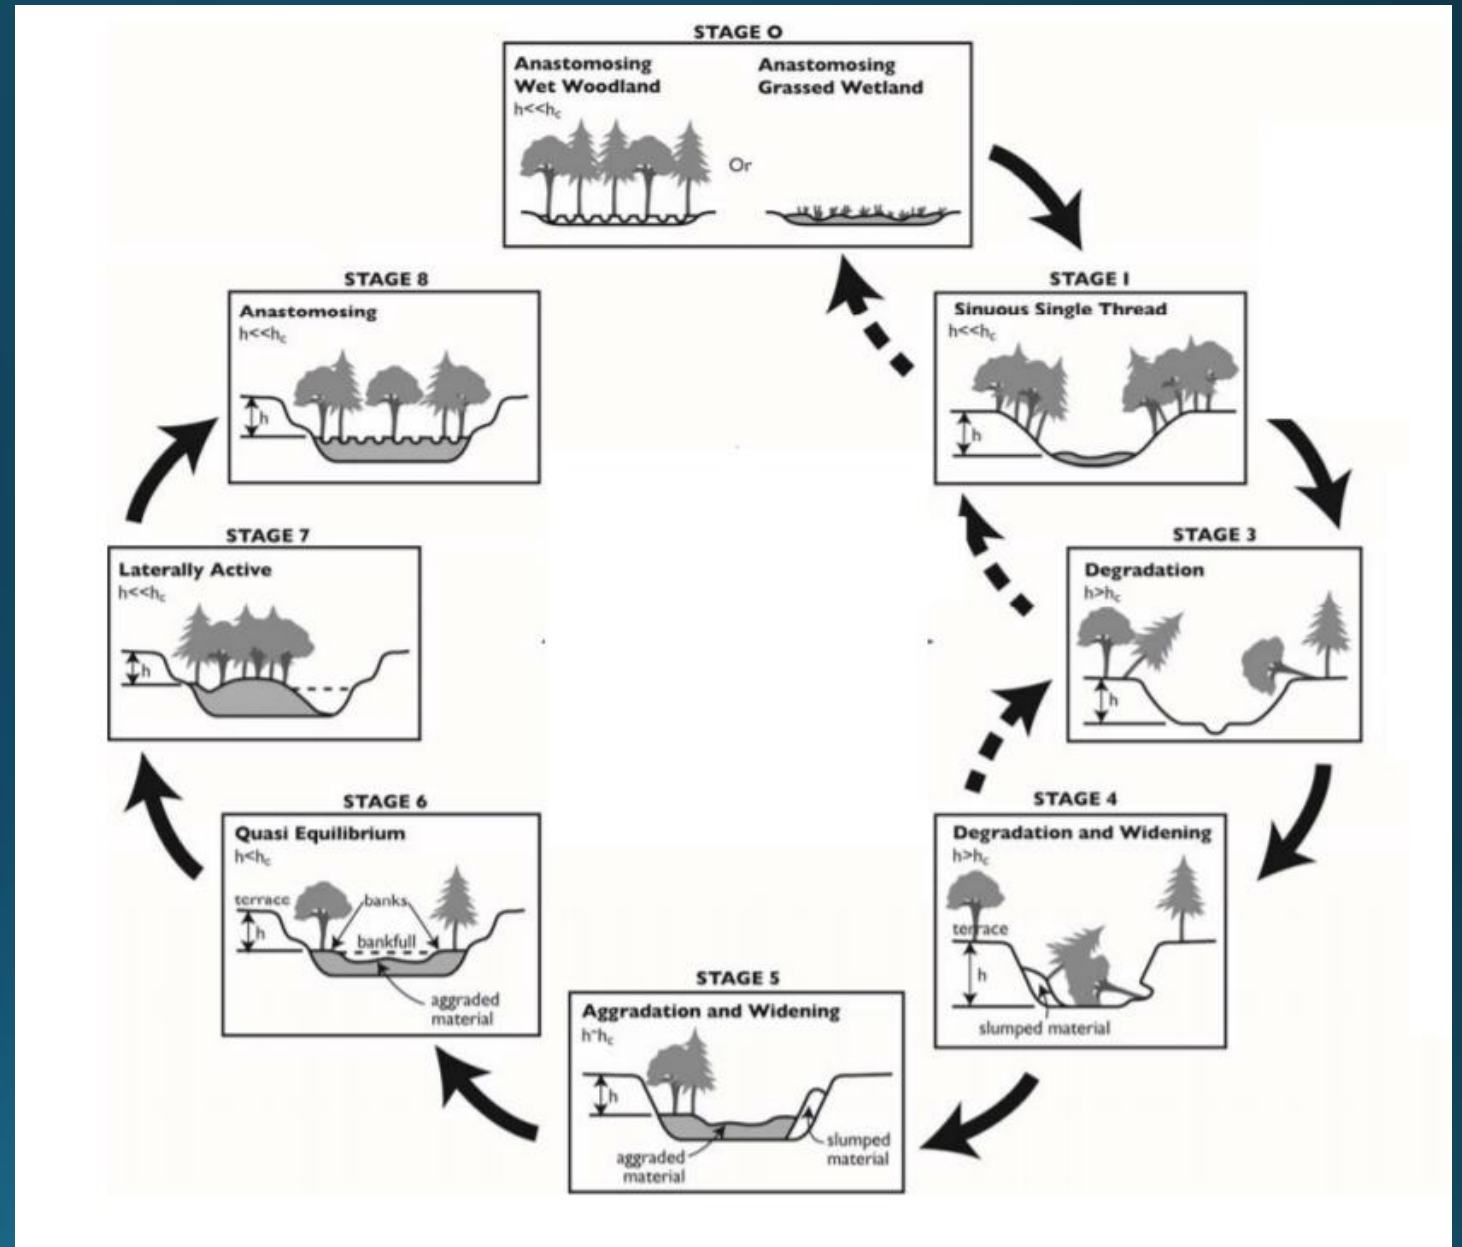 STAGE O
Anastomosing
Wet Woodland
h<<hc
Anastomosing
Grassed Wetland
Or
STAGE I
Sinuous Single Thread
h<<hc
h
STAGE 3
Degradation
h>hc
h
STAGE 4
Degradation and Widening
h>hc
terrace
h
slumped material
STAGE 5
Aggradation and Widening
h~hc
h
aggraded
material
slumped
material
STAGE 6
Quasi Equilibrium
h<hc
terrace
banks
h
bankfull
aggraded
material
STAGE 7
Laterally Active
h<<hc
h
STAGE 8
Anastomosing
h<<hc
h